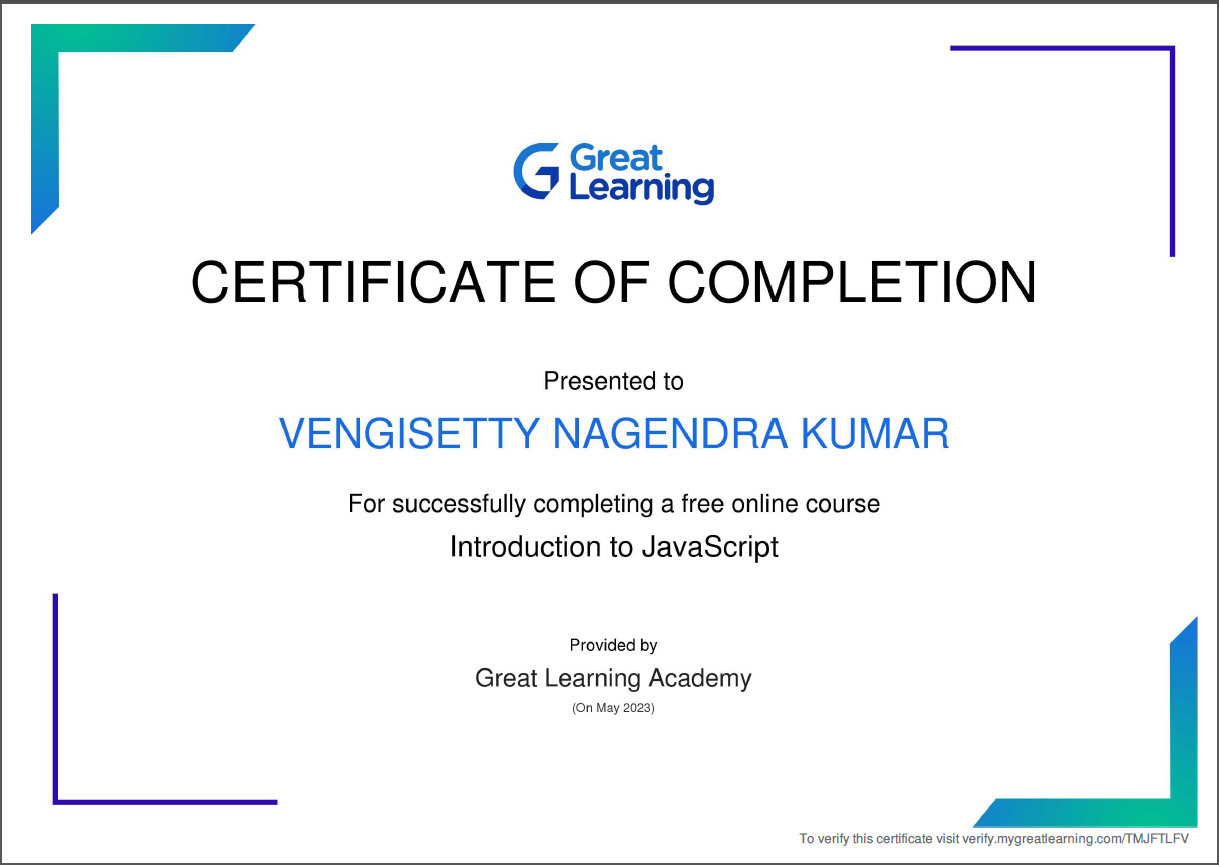 Great
Learning
CERTIFICATE OF COMPLETION
Presented to
VENGISETTY NAGENDRA KUMAR
For successfully completing a free online course
Introduction to JavaScript
Provided by
Great Learning Academy
(On May 2023)
To verify this certificate visit verify.mygreatlearning.com/TMJFTLFV